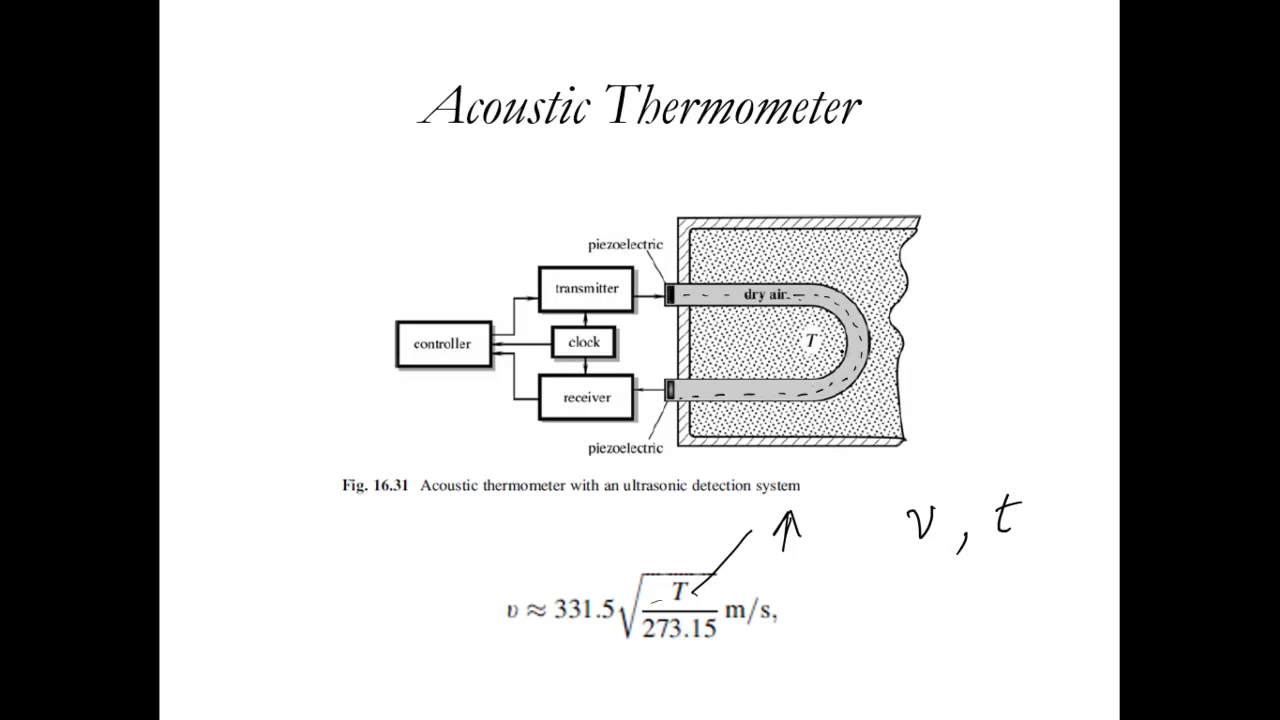 Acoustic Thermometer
piezoelectric
transmitter
dry air
controller
clock
T
receiver
piezoelectric
Fig. 16.31 Acoustic thermometer with an ultrasonic detection system
↑ v, t
υ ≈ 331.5√(T/273.15) m/s,